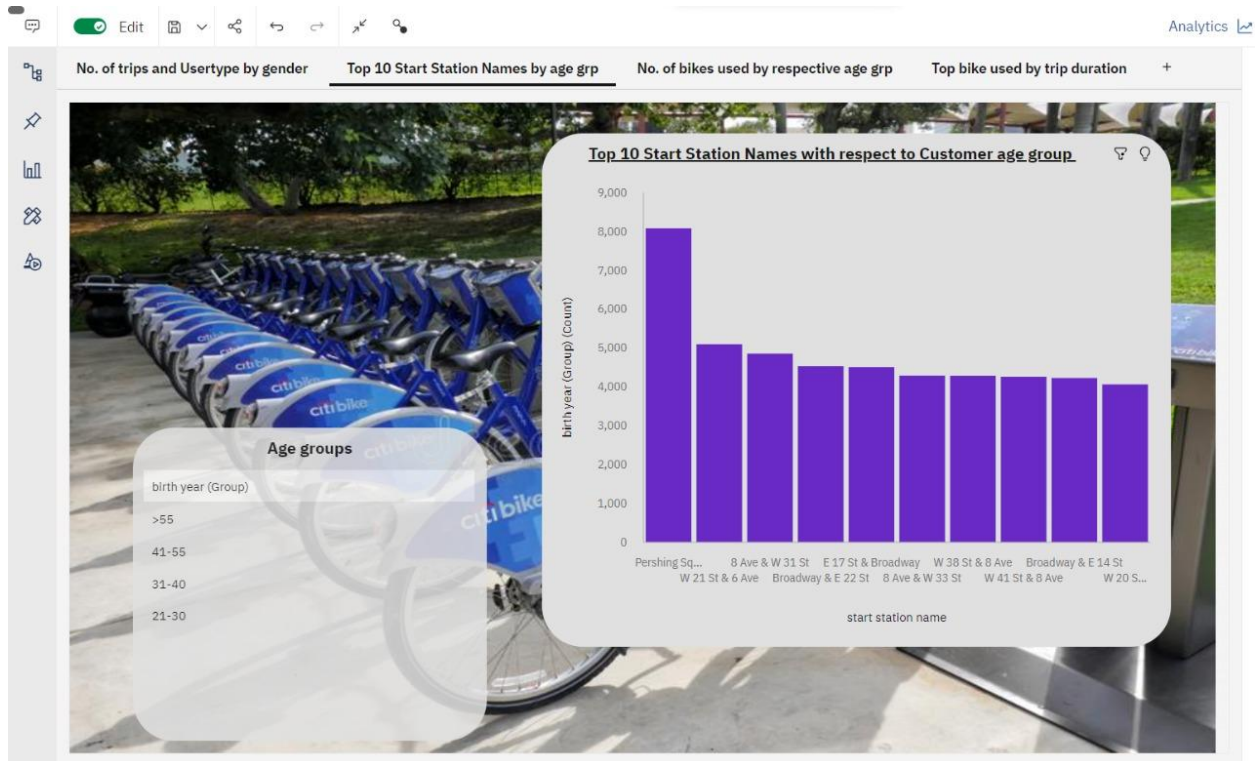 Edit
Analytics
No. of trips and Usertype by gender
Top 10 Start Station Names by age grp
No. of bikes used by respective age grp
Top bike used by trip duration
+
Top 10 Start Station Names with respect to Customer age group
9,000
8,000
7,000
6,000
5,000
4,000
3,000
2,000
1,000
0
birth year (Group) (Count)
Pershing Sq... 8 Ave & W 31 St E 17 St & Broadway W 38 St & 8 Ave Broadway & E 14 St
W 21 St & 6 Ave Broadway & E 22 St 8 Ave & W 33 St W 41 St & 8 Ave W 20 S...
start station name
citibike
citibike
citibike
citibike
citibike
Age groups
birth year (Group)
>55
41-55
31-40
21-30